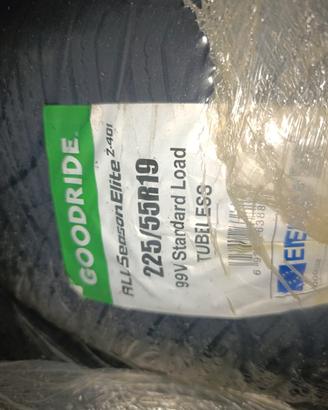 GOODRIDE
ALL Season Elite Z-401
225/55R19
99V Standard Load
TUBELESS